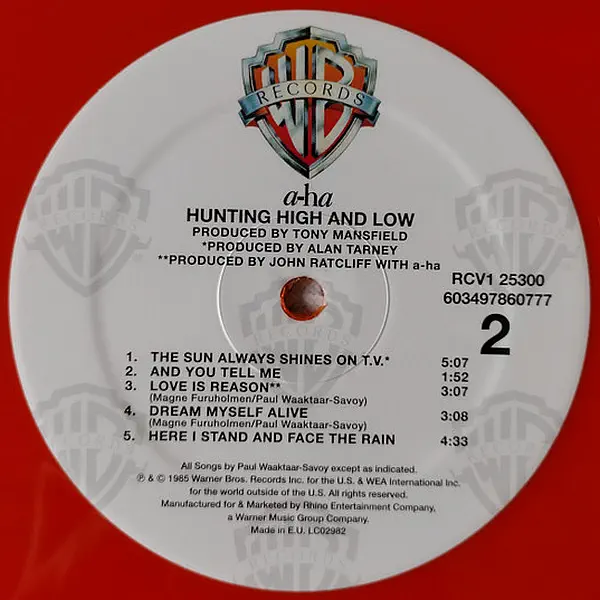 WB
RECORDS
a-ha
HUNTING HIGH AND LOW
PRODUCED BY TONY MANSFIELD
*PRODUCED BY ALAN TARNEY
**PRODUCED BY JOHN RATCLIFF WITH a-ha
RCV1 25300
603497860777
2
1. THE SUN ALWAYS SHINES ON T.V.* 5:07
2. AND YOU TELL ME 1:52
3. LOVE IS REASON** 3:07
(Magne Furuholmen/Paul Waaktaar-Savoy)
4. DREAM MYSELF ALIVE 3:08
(Magne Furuholmen/Paul Waaktaar-Savoy)
5. HERE I STAND AND FACE THE RAIN 4:33
All Songs by Paul Waaktaar-Savoy except as indicated.
℗ & © 1985 Warner Bros. Records Inc. for the U.S. & WEA International Inc.
for the world outside of the U.S. All rights reserved.
Manufactured for & Marketed by Rhino Entertainment Company,
a Warner Music Group Company.
Made in E.U. LC02982